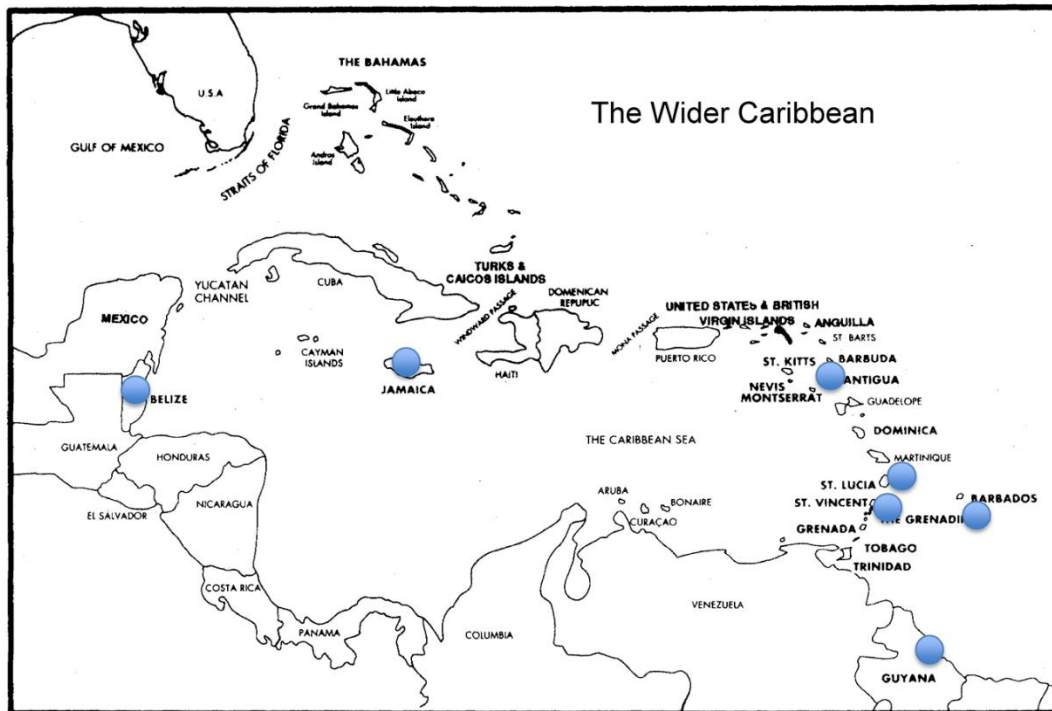 THE BAHAMAS
Little Abaco
Island
Grand Bahamas
Island
Eleuthera
Island
The Wider Caribbean
U.S.A
GULF OF MEXICO
STRAITS OF FLORIDA
Andros
Island
TURKS &
CAICOS ISLANDS
YUCATAN
CHANNEL
CUBA
WINDWARD PASSAGE
DOMENICAN
REPUPLIC
MONA PASSAGE
UNITED STATES & BRITISH
VIRGIN ISLANDS
ANGUILLA
ST BARTS
MEXICO
CAYMAN
ISLANDS
JAMAICA
HAITI
PUERTO RICO
ST. KITTS
BARBUDA
NEVIS
ANTIGUA
MONTSERRAT
GUADELOPE
BELIZE
DOMINICA
GUATEMALA
HONDURAS
THE CARIBBEAN SEA
MARTINIQUE
ST. LUCIA
NICARAGUA
ARUBA
BONAIRE
ST. VINCENT
BARBADOS
EL SALVADOR
CURAÇAO
THE GRENADI
GRENADA
TOBAGO
TRINIDAD
COSTA RICA
PANAMA
COLUMBIA
VENEZUELA
GUYANA